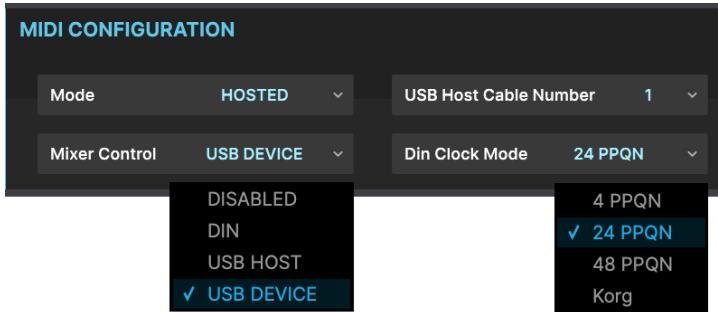 MIDI CONFIGURATION
Mode HOSTED
USB Host Cable Number 1
Mixer Control USB DEVICE
Din Clock Mode 24 PPQN
DISABLED
DIN
USB HOST
✓ USB DEVICE
4 PPQN
✓ 24 PPQN
48 PPQN
Korg